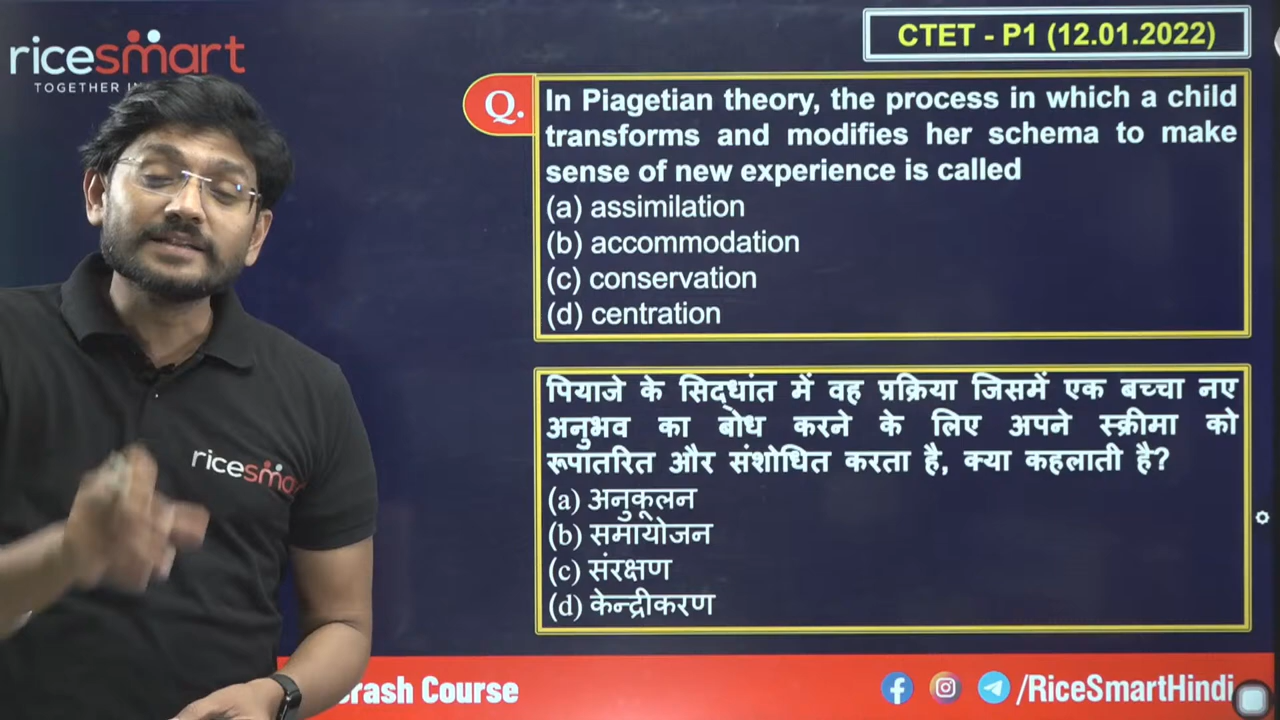 ricesmart
TOGETHER
CTET - P1 (12.01.2022)
Q.
In Piagetian theory, the process in which a child
transforms and modifies her schema to make
sense of new experience is called
(a) assimilation
(b) accommodation
(c) conservation
(d) centration
पियाजे के सिद्धांत में वह प्रक्रिया जिसमें एक बच्चा नए
अनुभव का बोध करने के लिए अपने स्क्रीमा को
रूपातरित और संशोधित करता है, क्या कहलाती है?
(a) अनुकूलन
(b) समायोजन
(c) संरक्षण
(d) केन्द्रीकरण
ricesmart
Crash Course
/RiceSmartHindi